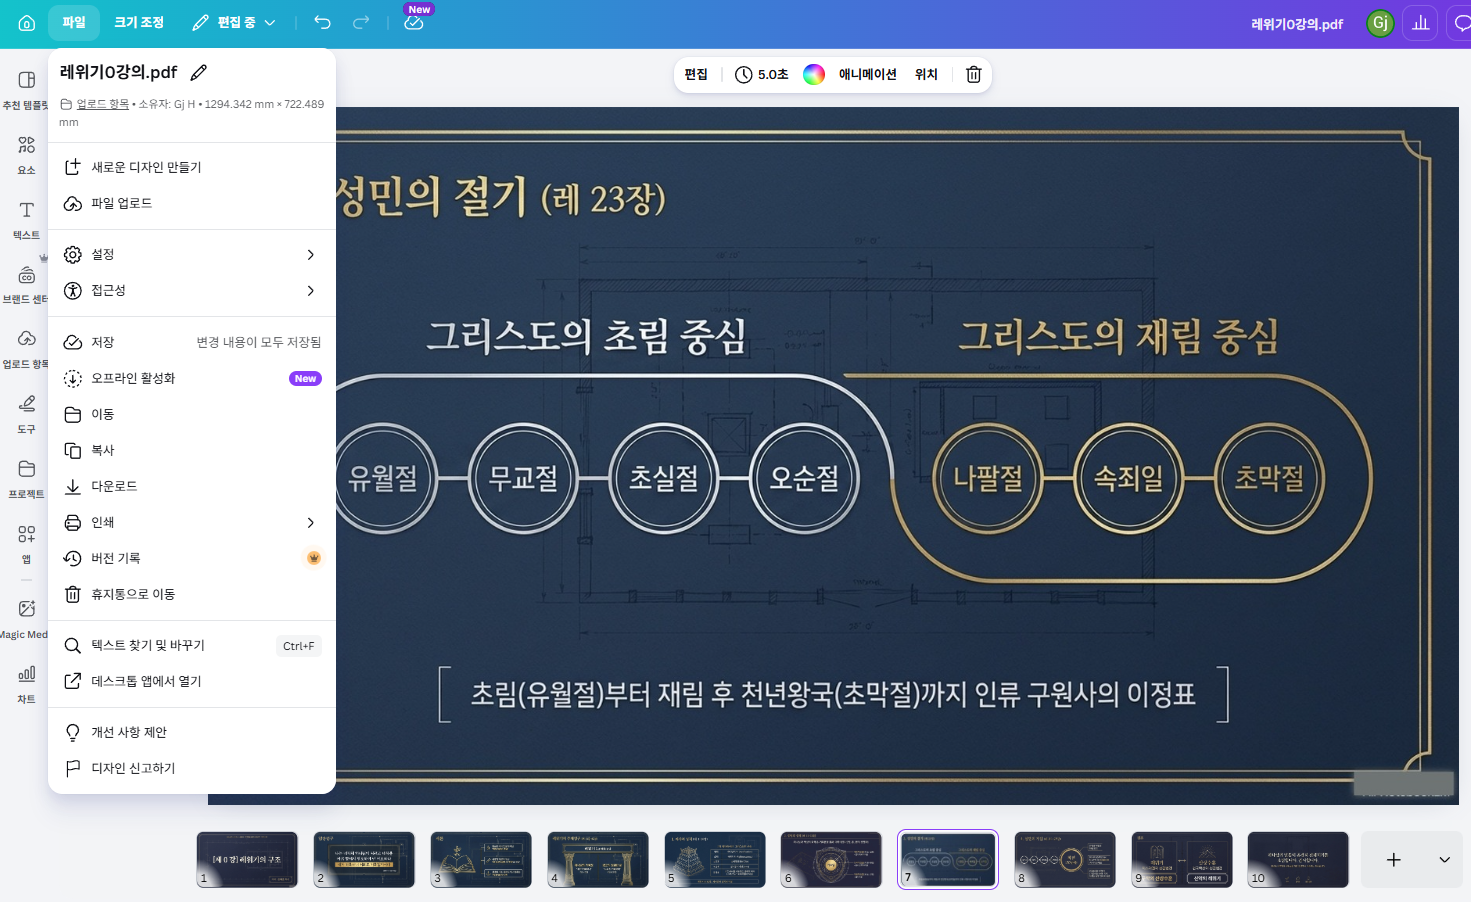 파일
크기 조정
편집 중
New
레위기0강의.pdf
Gj
레위기0강의.pdf
업로드 항목 • 소유자: Gj H • 1294.342 mm × 722.489
mm
새로운 디자인 만들기
파일 업로드
설정
접근성
저장
변경 내용이 모두 저장됨
오프라인 활성화
New
이동
복사
다운로드
인쇄
버전 기록
휴지통으로 이동
텍스트 찾기 및 바꾸기
Ctrl+F
데스크톱 앱에서 열기
개선 사항 제안
디자인 신고하기
추천 템플릿
요소
텍스트
브랜드 센터
업로드 항목
도구
프로젝트
앱
Magic Med
차트
편집
5.0초
애니메이션
위치
성민의 절기 (레 23장)
그리스도의 초림 중심
그리스도의 재림 중심
유월절
무교절
초실절
오순절
나팔절
속죄일
초막절
초림(유월절)부터 재림 후 천년왕국(초막절)까지 인류 구원사의 이정표
[제 0 강] 레위기의 구조
1
2
3
4
5
6
7
8
9
10